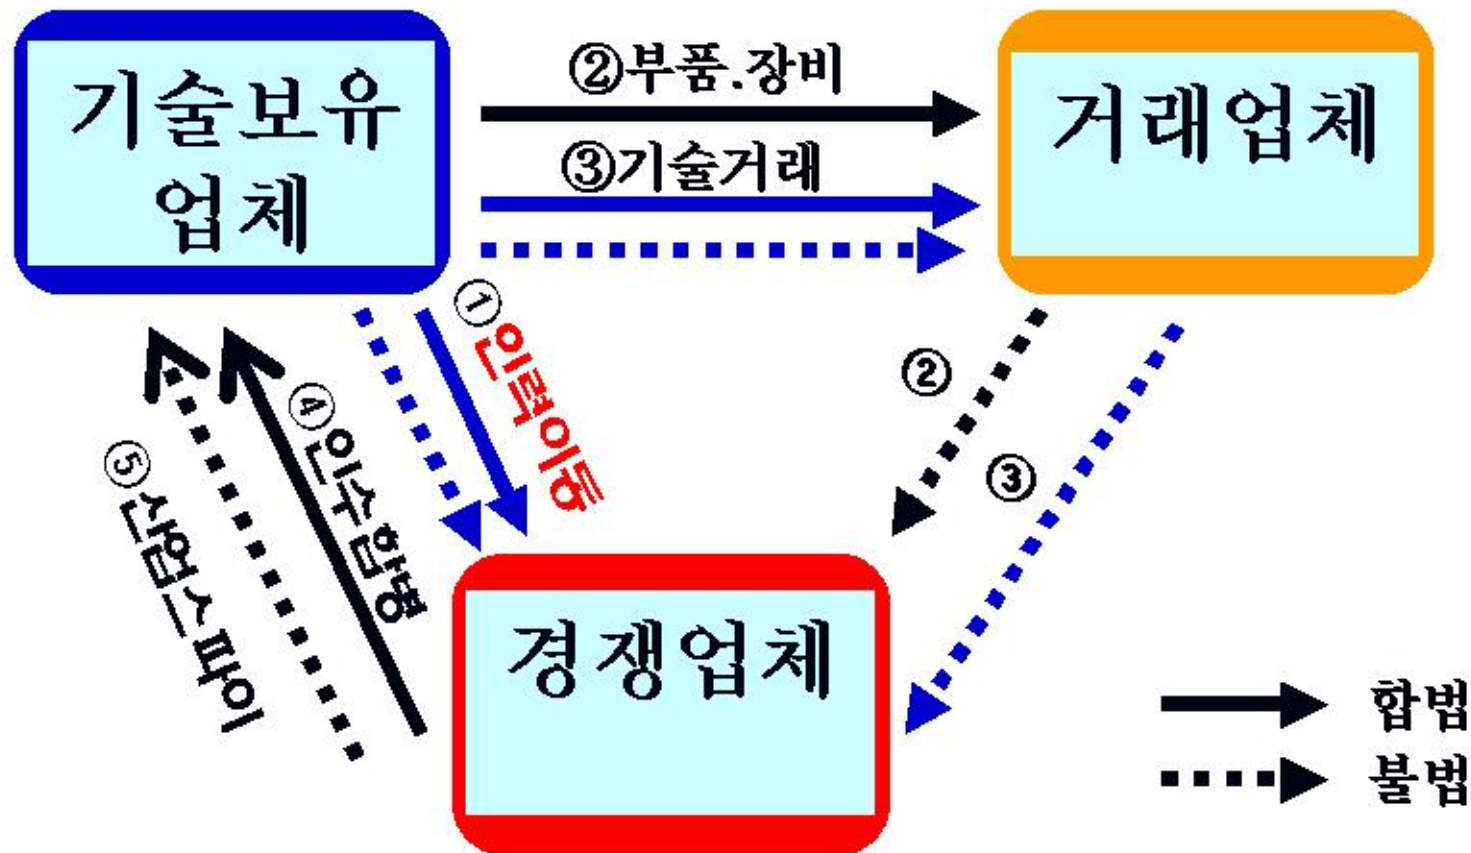 기술보유
업체
②부품.장비
③기술거래
거래업체
①인력이동
②
③
④인수합병
⑤산업스파이
경쟁업체
합법
불법